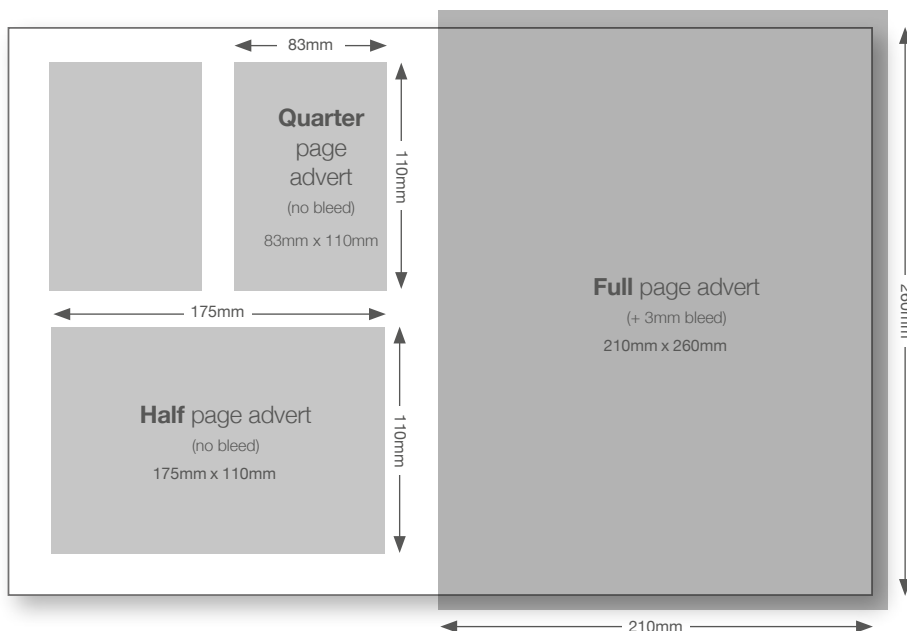 83mm
Quarter
page
advert
(no bleed)
83mm x 110mm
110mm
175mm
Half page advert
(no bleed)
175mm x 110mm
110mm
Full page advert
(+ 3mm bleed)
210mm x 260mm
260mm
210mm